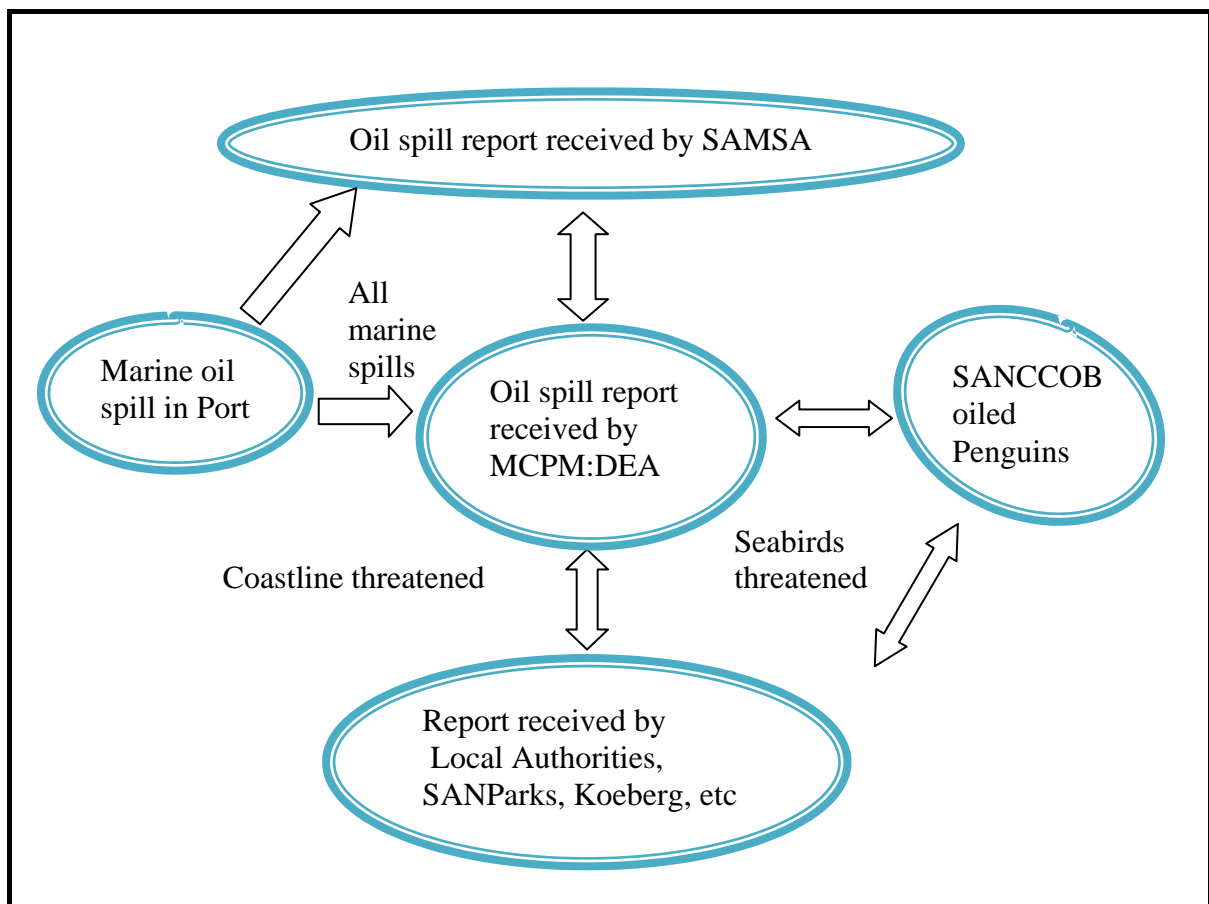 Oil spill report received by SAMSA
All
marine
spills
Marine oil
spill in Port
Oil spill report
received by
MCPM:DEA
SANCCOB
oiled
Penguins
Coastline threatened
Seabirds
threatened
Report received by
Local Authorities,
SANParks, Koeberg, etc